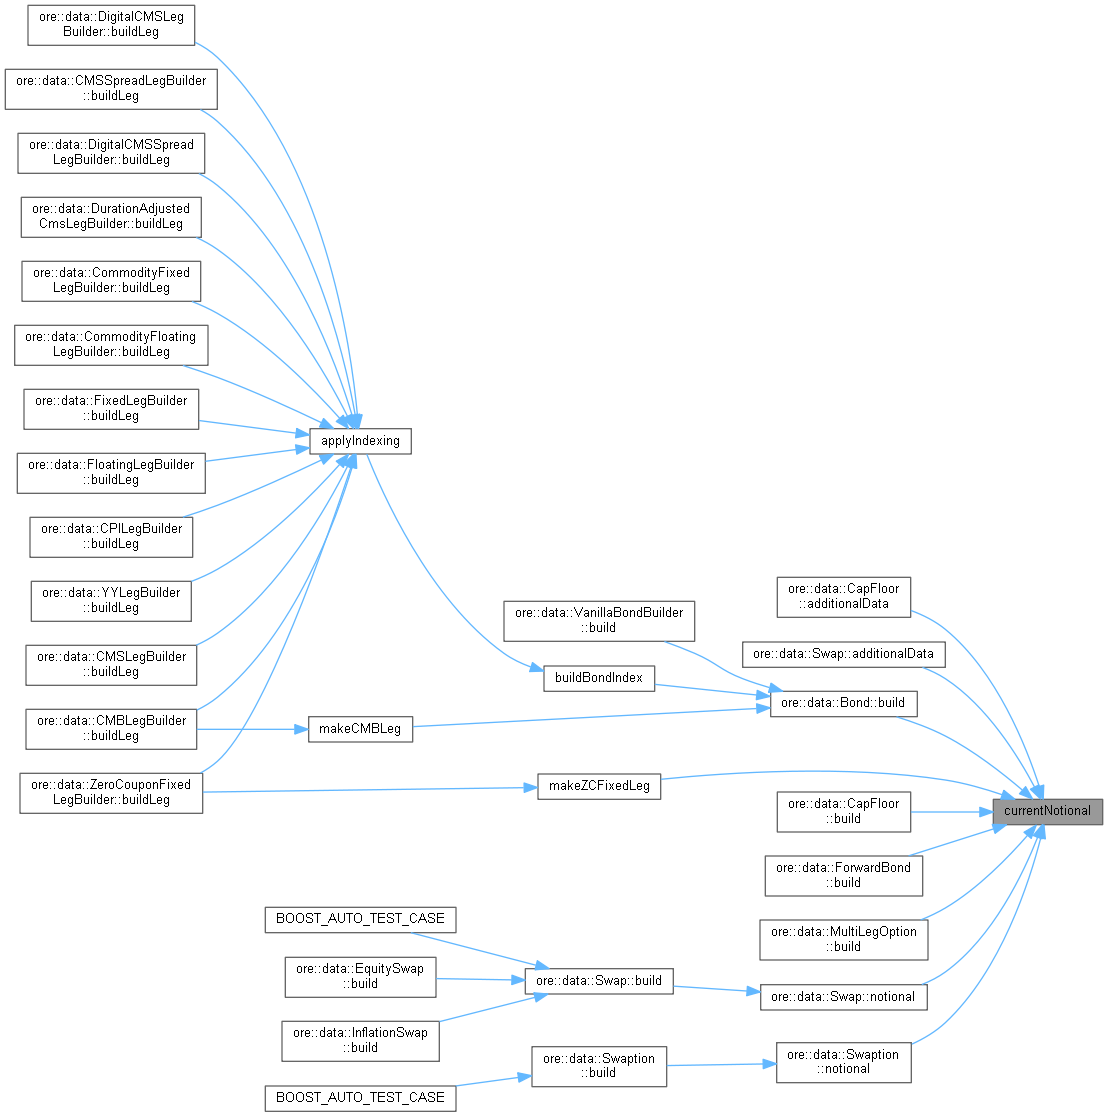 ore::data::DigitalCMSLeg
Builder::buildLeg
ore::data::CMSSpreadLegBuilder
::buildLeg
ore::data::DigitalCMSSpread
LegBuilder::buildLeg
ore::data::DurationAdjusted
CmsLegBuilder::buildLeg
ore::data::CommodityFixed
LegBuilder::buildLeg
ore::data::CommodityFloating
LegBuilder::buildLeg
ore::data::FixedLegBuilder
::buildLeg
ore::data::FloatingLegBuilder
::buildLeg
ore::data::CPILegBuilder
::buildLeg
ore::data::YYLegBuilder
::buildLeg
ore::data::CMSLegBuilder
::buildLeg
ore::data::CMBLegBuilder
::buildLeg
ore::data::ZeroCouponFixed
LegBuilder::buildLeg
applyIndexing
makeCMBLeg
ore::data::VanillaBondBuilder
::build
buildBondIndex
makeZCFixedLeg
ore::data::CapFloor
::additionalData
ore::data::Swap::additionalData
ore::data::Bond::build
ore::data::CapFloor
::build
ore::data::ForwardBond
::build
ore::data::MultiLegOption
::build
ore::data::Swap::notional
ore::data::Swaption
::notional
currentNotional
BOOST_AUTO_TEST_CASE
ore::data::EquitySwap
::build
ore::data::InflationSwap
::build
ore::data::Swap::build
ore::data::Swaption
::build
BOOST_AUTO_TEST_CASE